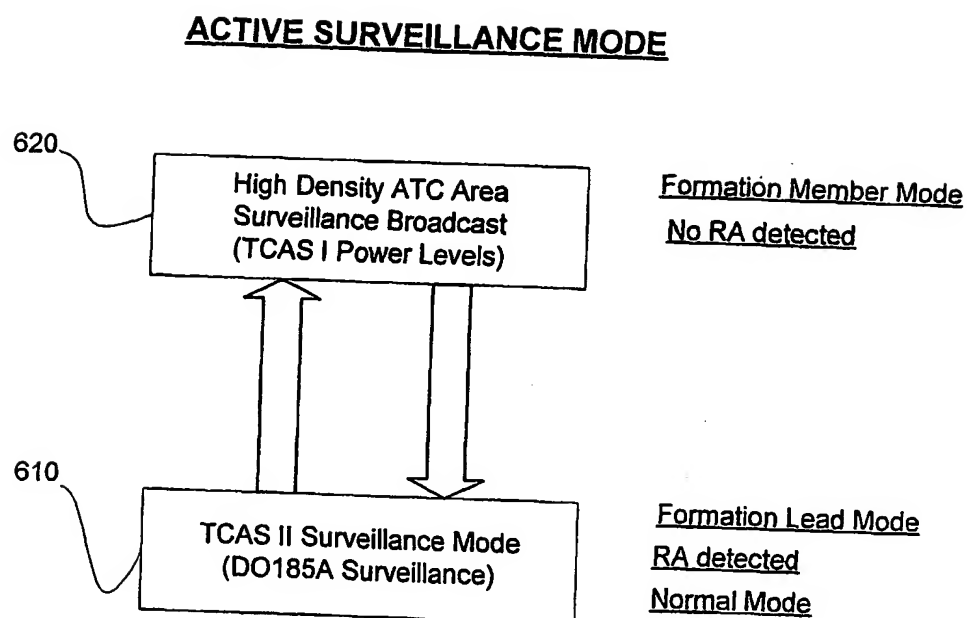 ACTIVE SURVEILLANCE MODE
620
High Density ATC Area
Surveillance Broadcast
(TCAS I Power Levels)
Formation Member Mode
No RA detected
610
TCAS II Surveillance Mode
(DO185A Surveillance)
Formation Lead Mode
RA detected
Normal Mode